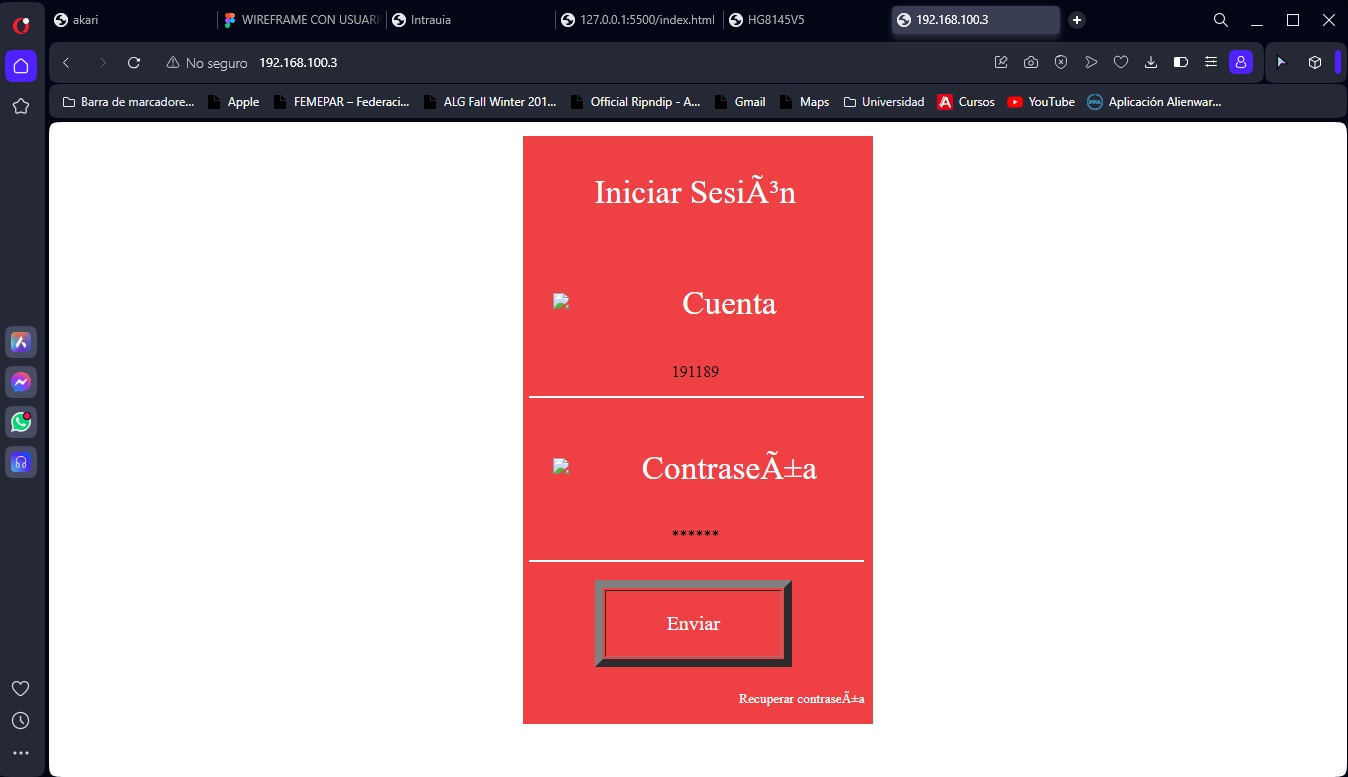 akari
WIREFRAME CON USUARI
Intrauia
127.0.0.1:5500/index.html
HG8145V5
192.168.100.3
No seguro 192.168.100.3
Barra de marcadore...
Apple
FEMEPAR – Federaci...
ALG Fall Winter 201...
Official Ripndip - A...
Gmail
Maps
Universidad
Cursos
YouTube
Aplicación Alienwar...
Iniciar SesiÃ³n
Cuenta
191189
ContraseÃ±a
******
Enviar
Recuperar contraseÃ±a